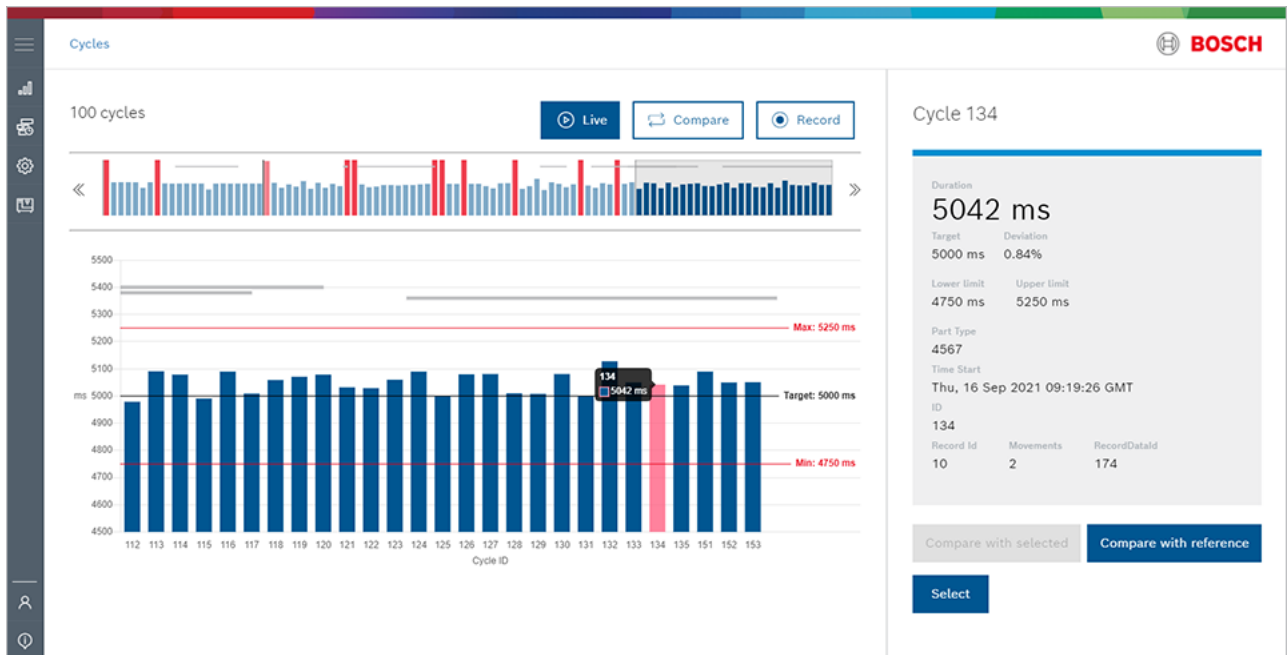 Cycles
BOSCH
100 cycles
Live
Compare
Record
5500
5400
5300
Max: 5250 ms
5200
5100
134
5042 ms
ms 5000
Target: 5000 ms
4900
4800
Min: 4750 ms
4700
4600
4500
112 113 114 115 116 117 118 119 120 121 122 123 124 125 126 127 128 129 130 131 132 133 134 135 151 152 153
Cycle ID
Cycle 134
Duration
5042 ms
Target Deviation
5000 ms 0.84%
Lower limit Upper limit
4750 ms 5250 ms
Part Type
4567
Time Start
Thu, 16 Sep 2021 09:19:26 GMT
ID
134
Record Id Movements RecordDataId
10 2 174
Compare with selected
Compare with reference
Select